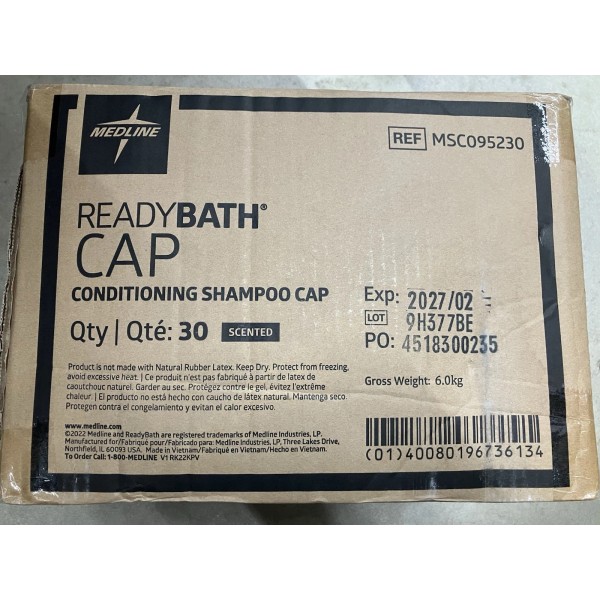 MEDLINE
REF MSC095230
READYBATH®
CAP
CONDITIONING SHAMPOO CAP
Qty | Qté: 30 SCENTED
Exp: 2027/02
LOT 9H377BE
PO: 4518300235
Gross Weight: 6.0kg
Product is not made with Natural Rubber Latex. Keep Dry. Protect from freezing,
avoid excessive heat. | Ce produit n'est pas fabriqué à partir de latex de
caoutchouc naturel. Garder au sec. Protégez contre le gel, évitez l'extrême
chaleur | El producto no está hecho con caucho de látex natural. Mantenga seco.
Protegen contra el congelamiento y evitan el calor excesivo.
www.medline.com
©2022 Medline and ReadyBath are registered trademarks of Medline Industries, LP.
Manufactured for/Fabriqué pour/Fabricado para: Medline Industries, LP, Three Lakes Drive,
Northfield, IL 60093 USA. Made in Vietnam/Fabriqué en Vietnam/Hecho en Vietnam.
To Order Call: 1-800-MEDLINE V1 RK22KPV
(01)40080196736134